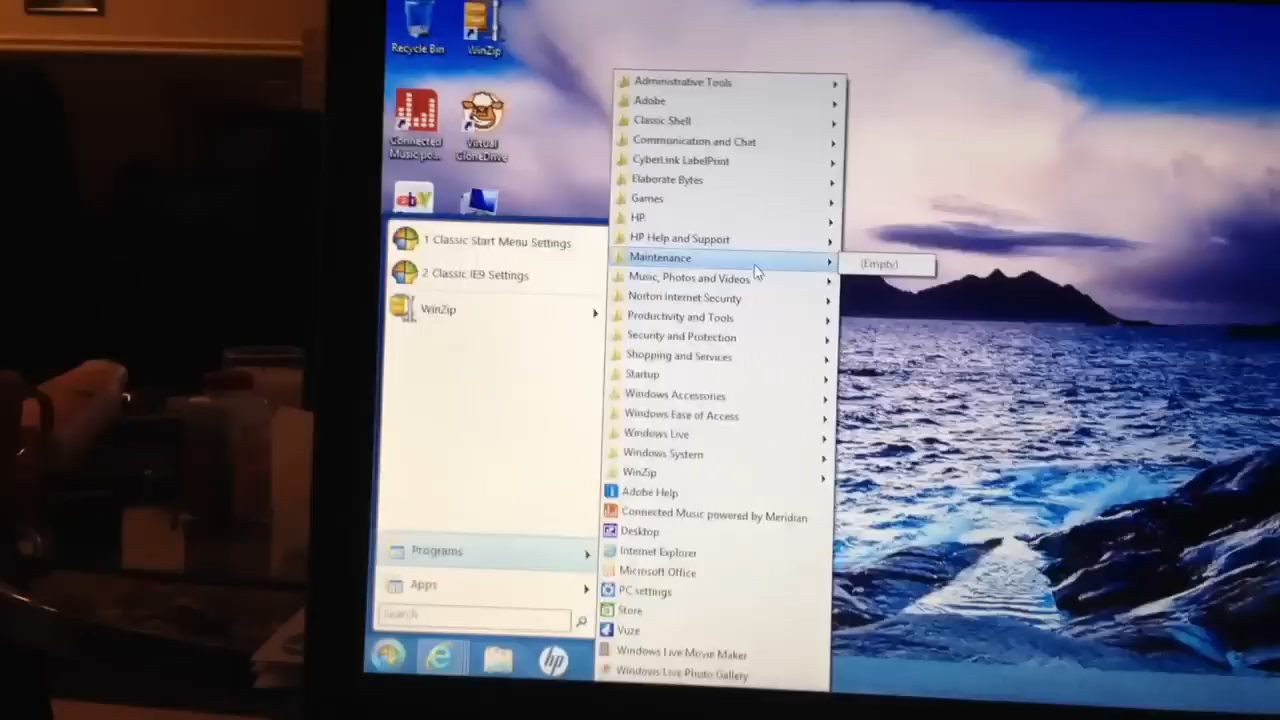 Recycle Bin
WinZip
Connected
Music po...
Virtual
CloneDrive
ebY
1 Classic Start Menu Settings
2 Classic IE9 Settings
WinZip
Programs
Apps
Search
hp
Administrative Tools
Adobe
Classic Shell
Communication and Chat
CyberLink LabelPrint
Elaborate Bytes
Games
HP
HP Help and Support
Maintenance
(Empty)
Music, Photos and Videos
Norton Internet Security
Productivity and Tools
Security and Protection
Shopping and Services
Startup
Windows Accessories
Windows Ease of Access
Windows Live
Windows System
WinZip
Adobe Help
Connected Music powered by Meridian
Desktop
Internet Explorer
Microsoft Office
PC settings
Store
Vuze
Windows Live Movie Maker
Windows Live Photo Gallery